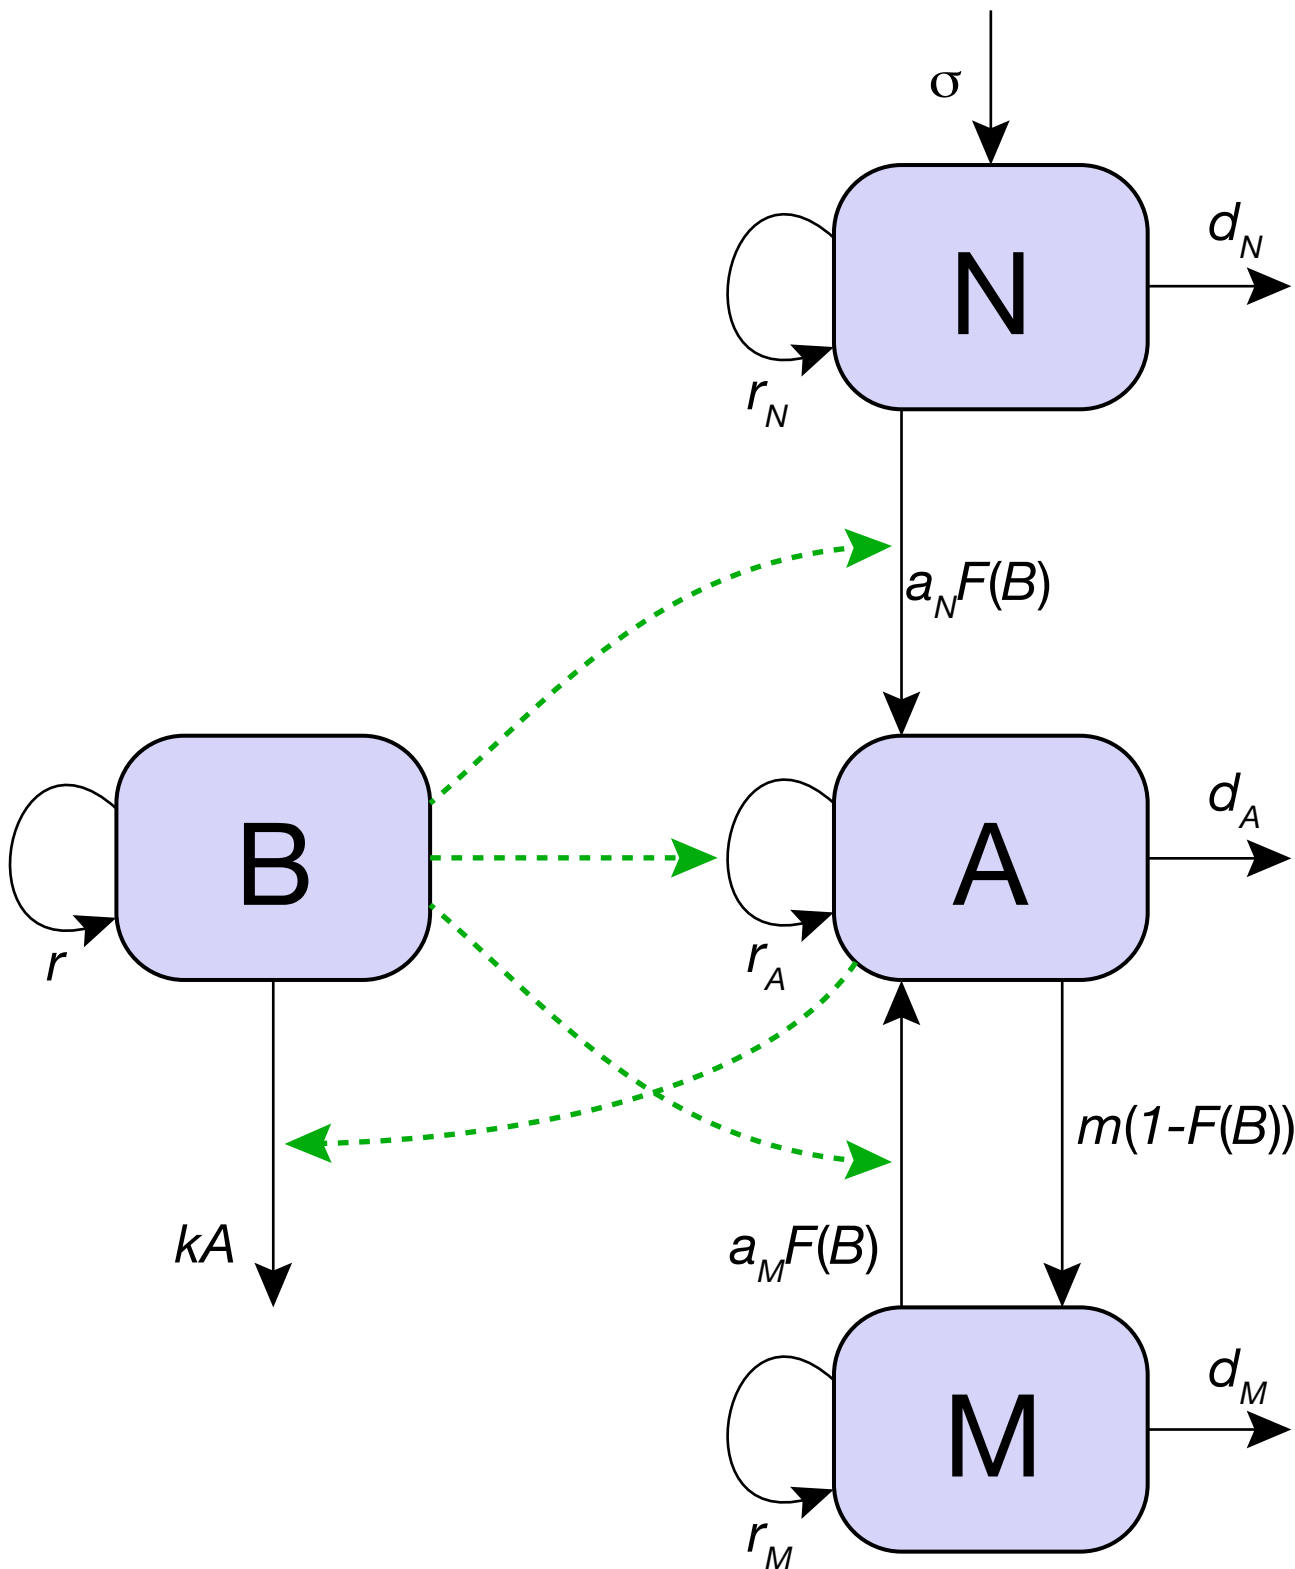 σ
d_N
N
r_N
a_NF(B)
d_A
B
A
r
r_A
m(1-F(B))
kA
a_MF(B)
d_M
M
r_M